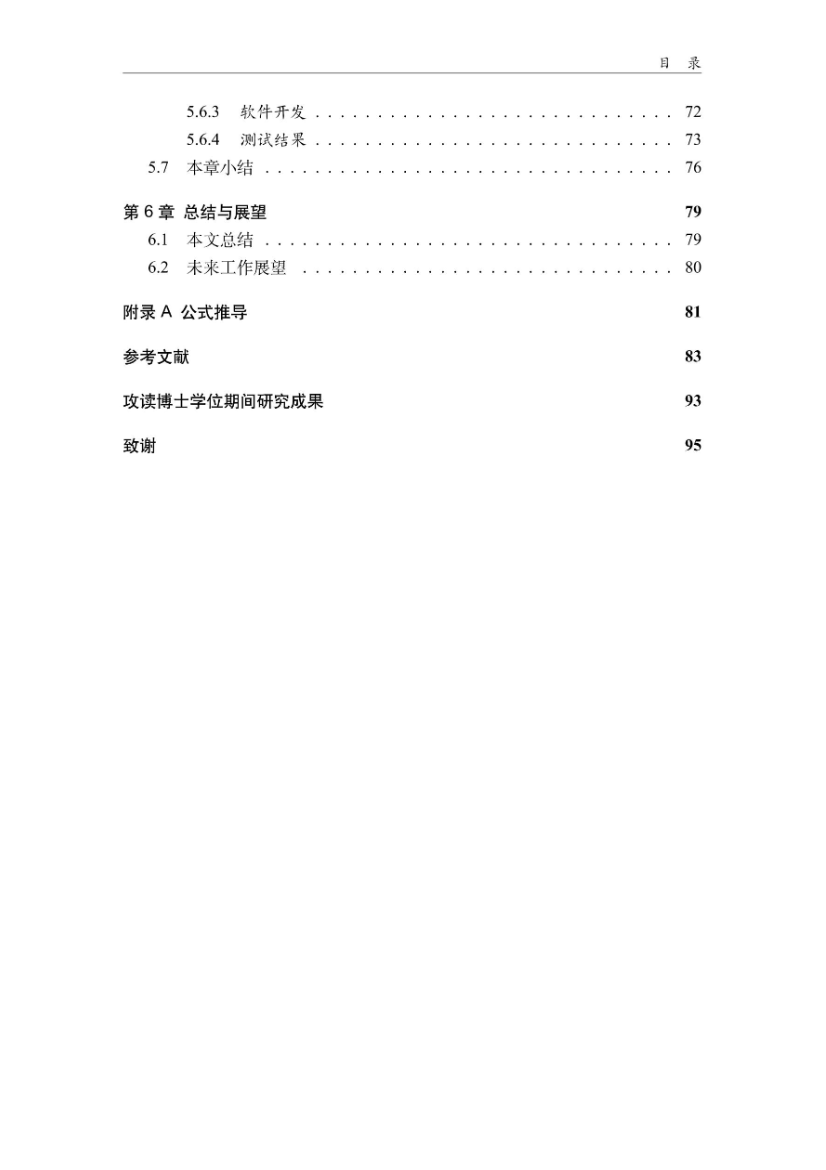 目 录
5.6.3 软件开发 . . . . . . . . . . . . . . . . . . . . . . . . . . . . . 72
5.6.4 测试结果 . . . . . . . . . . . . . . . . . . . . . . . . . . . . . 73
5.7 本章小结 . . . . . . . . . . . . . . . . . . . . . . . . . . . . . . . . . 76
第 6 章 总结与展望 79
6.1 本文总结 . . . . . . . . . . . . . . . . . . . . . . . . . . . . . . . . . 79
6.2 未来工作展望 . . . . . . . . . . . . . . . . . . . . . . . . . . . . . . 80
附录 A 公式推导 81
参考文献 83
攻读博士学位期间研究成果 93
致谢 95